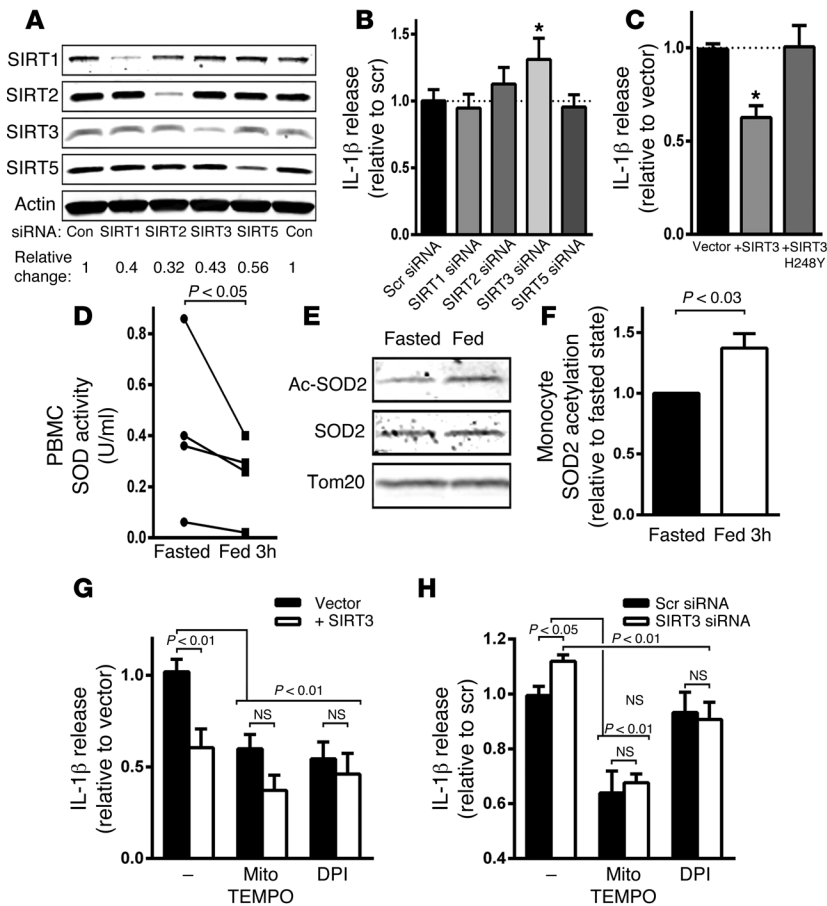 A
SIRT1
SIRT2
SIRT3
SIRT5
Actin
siRNA: Con SIRT1 SIRT2 SIRT3 SIRT5 Con
Relative
change: 1 0.4 0.32 0.43 0.56 1
B
IL-1β release
(relative to scr)
1.5
1.0
0.5
0.0
*
Scr siRNA
SIRT1 siRNA
SIRT2 siRNA
SIRT3 siRNA
SIRT5 siRNA
C
IL-1β release
(relative to vector)
1.0
0.5
0.0
*
Vector +SIRT3 +SIRT3
H248Y
D
P < 0.05
PBMC
SOD activity
(U/ml)
0.8
0.6
0.4
0.2
0.0
Fasted Fed 3h
E
Fasted Fed
Ac-SOD2
SOD2
Tom20
F
P < 0.03
Monocyte
SOD2 acetylation
(relative to fasted state)
1.5
1.0
0.5
0.0
Fasted Fed 3h
G
Vector
+ SIRT3
IL-1β release
(relative to vector)
1.0
0.5
0.0
P < 0.01
P < 0.01
NS
NS
– Mito DPI
TEMPO
H
Scr siRNA
SIRT3 siRNA
IL-1β release
(relative to scr)
1.2
1.0
0.8
0.6
0.4
P < 0.05
P < 0.01
NS
NS
P < 0.01
NS
– Mito DPI
TEMPO